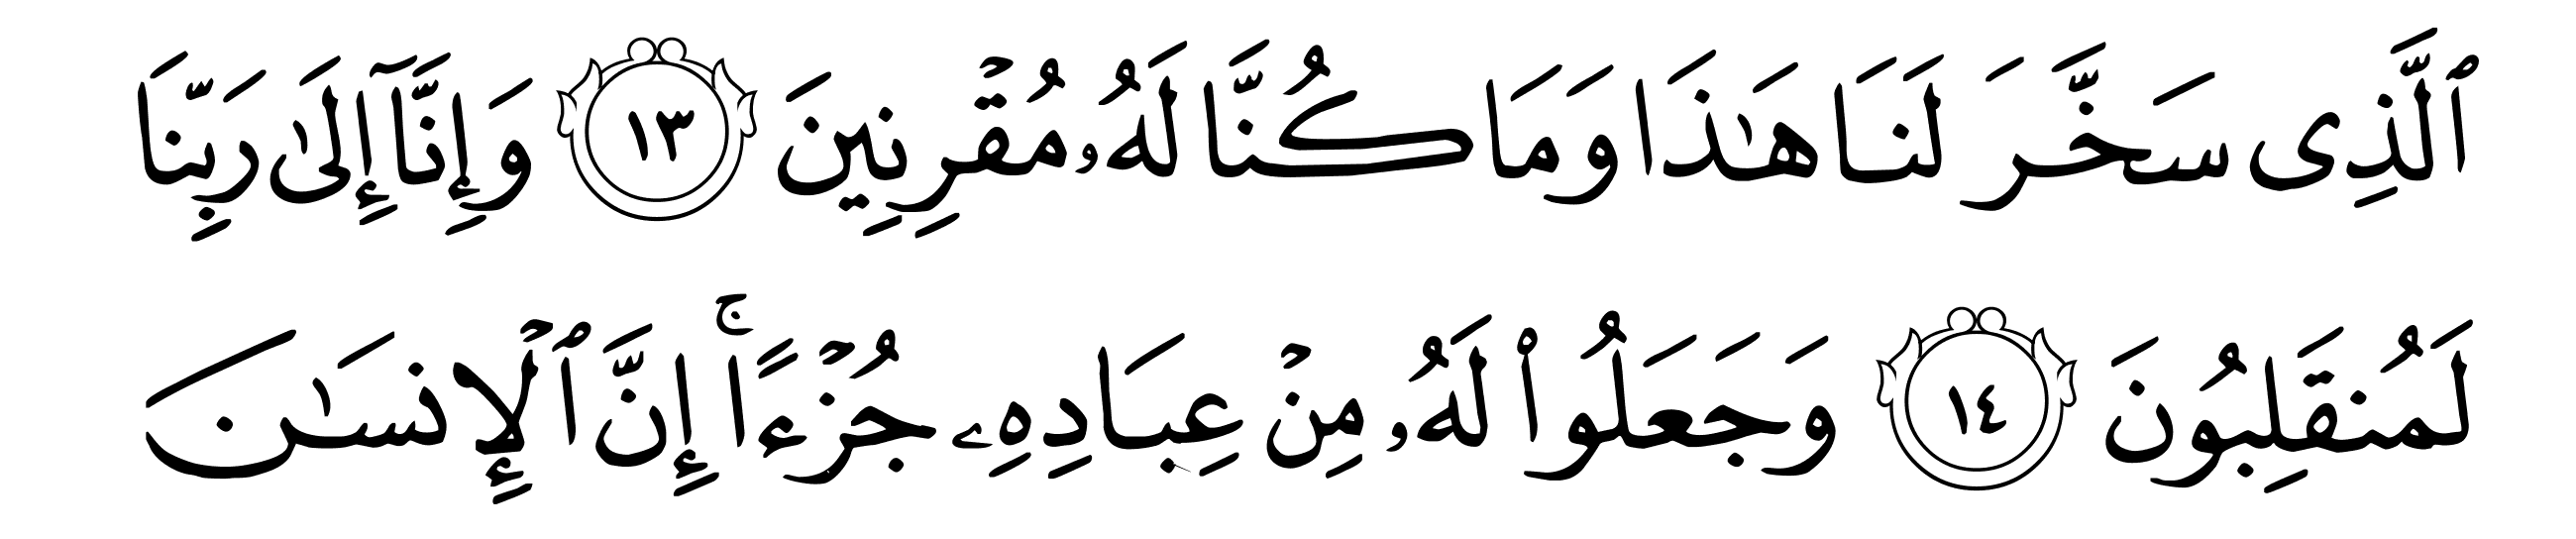 ٱلَّذِى سَخَّرَ لَنَا هَـٰذَا وَمَا كُنَّا لَهُۥ مُقْرِنِينَ ١٣ وَإِنَّآ إِلَىٰ رَبِّنَا
لَمُنقَلِبُونَ ١٤ وَجَعَلُوا۟ لَهُۥ مِنْ عِبَادِهِۦ جُزْءًا ۚ إِنَّ ٱلْإِنسَـٰن